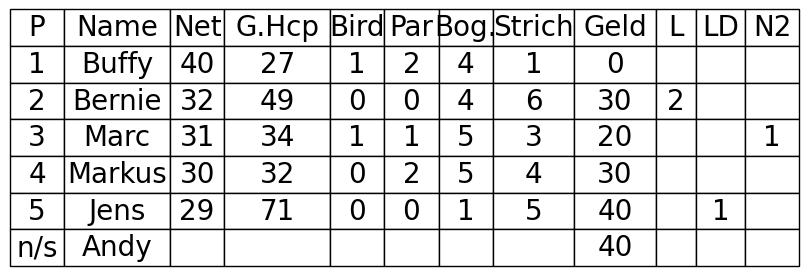 P Name Net G.Hcp Bird Par Bog. Strich Geld L LD N2
1 Buffy 40 27 1 2 4 1 0
2 Bernie 32 49 0 0 4 6 30 2
3 Marc 31 34 1 1 5 3 20 1
4 Markus 30 32 0 2 5 4 30
5 Jens 29 71 0 0 1 5 40 1
n/s Andy 40